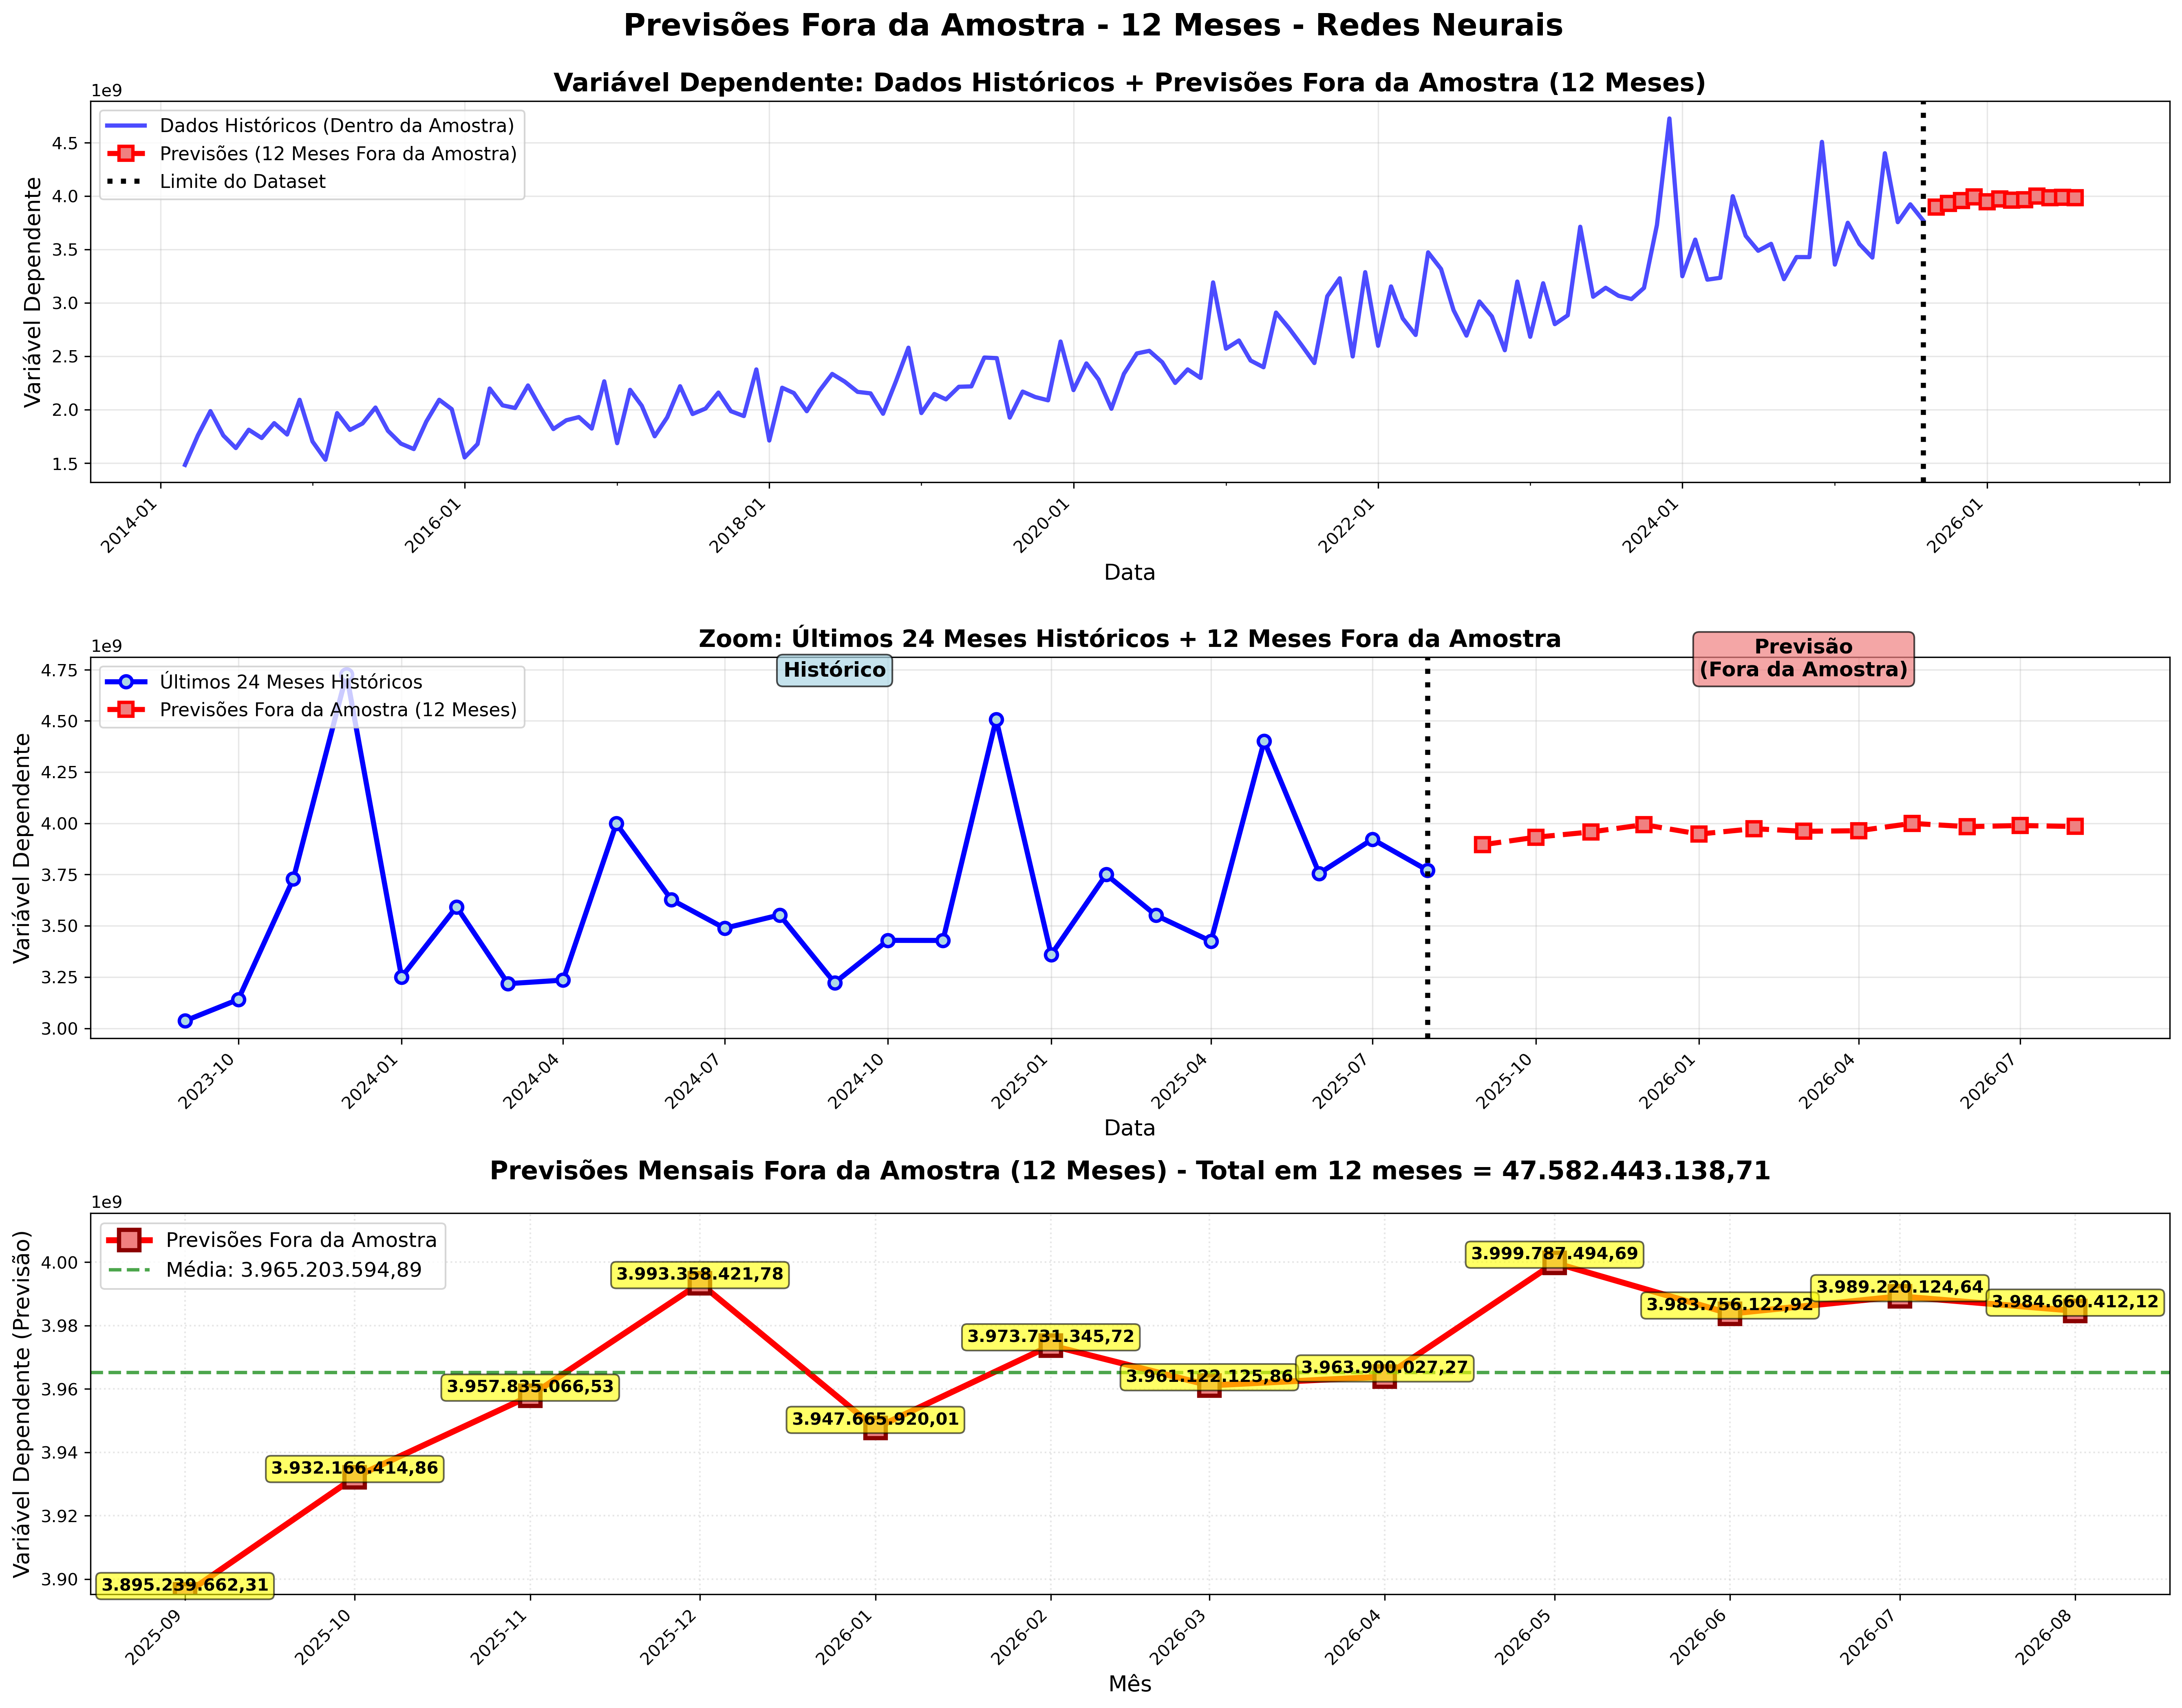 Previsões Fora da Amostra - 12 Meses - Redes Neurais
Variável Dependente: Dados Históricos + Previsões Fora da Amostra (12 Meses)
1e9
Dados Históricos (Dentro da Amostra)
Previsões (12 Meses Fora da Amostra)
Limite do Dataset
Variável Dependente
4.5
4.0
3.5
3.0
2.5
2.0
1.5
2014-01
2016-01
2018-01
2020-01
2022-01
2024-01
2026-01
Data
Zoom: Últimos 24 Meses Históricos + 12 Meses Fora da Amostra
1e9
Últimos 24 Meses Históricos
Previsões Fora da Amostra (12 Meses)
Histórico
Previsão
(Fora da Amostra)
Variável Dependente
4.75
4.50
4.25
4.00
3.75
3.50
3.25
3.00
2023-10
2024-01
2024-04
2024-07
2024-10
2025-01
2025-04
2025-07
2025-10
2026-01
2026-04
2026-07
Data
Previsões Mensais Fora da Amostra (12 Meses) - Total em 12 meses = 47.582.443.138,71
1e9
Previsões Fora da Amostra
Média: 3.965.203.594,89
Variável Dependente (Previsão)
4.00
3.98
3.96
3.94
3.92
3.90
3.895.239.662,31
3.932.166.414,86
3.957.835.066,53
3.993.358.421,78
3.947.665.920,01
3.973.731.345,72
3.961.122.125,86
3.963.900.027,27
3.999.787.494,69
3.983.756.122,92
3.989.220.124,64
3.984.660.412,12
2025-09
2025-10
2025-11
2025-12
2026-01
2026-02
2026-03
2026-04
2026-05
2026-06
2026-07
2026-08
Mês